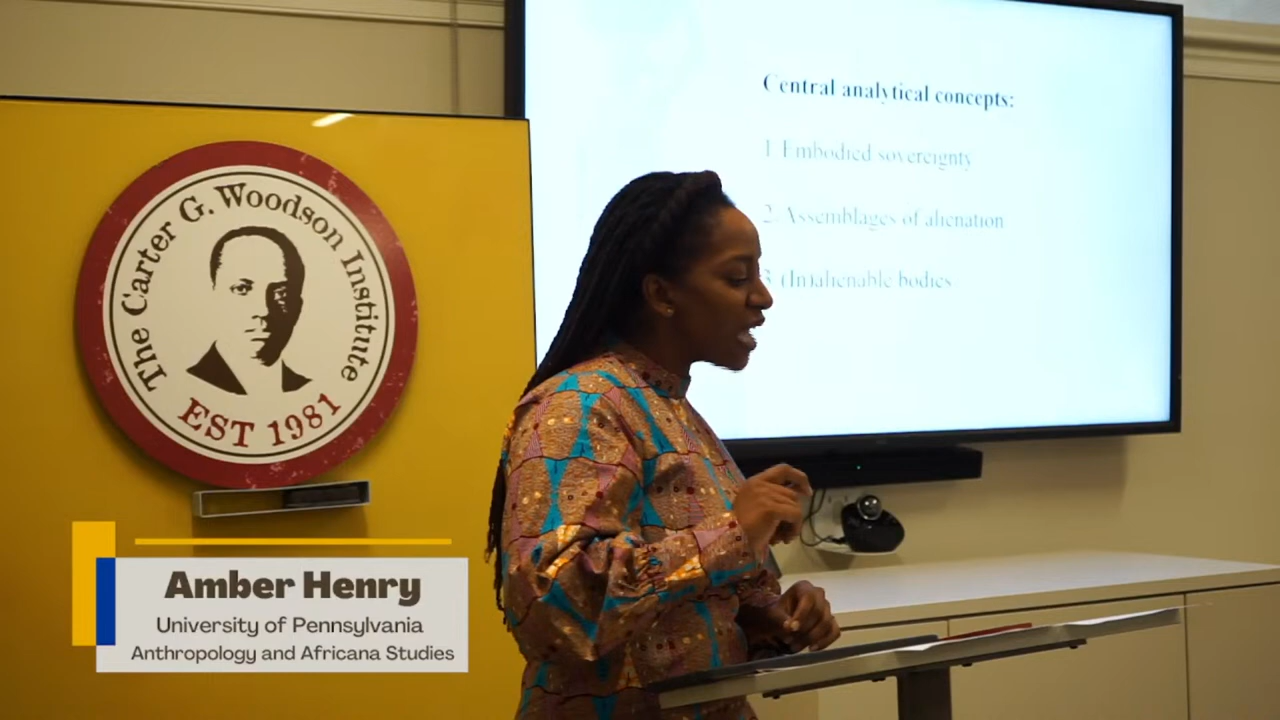 The Carter G. Woodson Institute
EST 1981
Central analytical concepts:
1 Embodied sovereignty
2. Assemblages of alienation
3 (In)alienable bodies
Amber Henry
University of Pennsylvania
Anthropology and Africana Studies